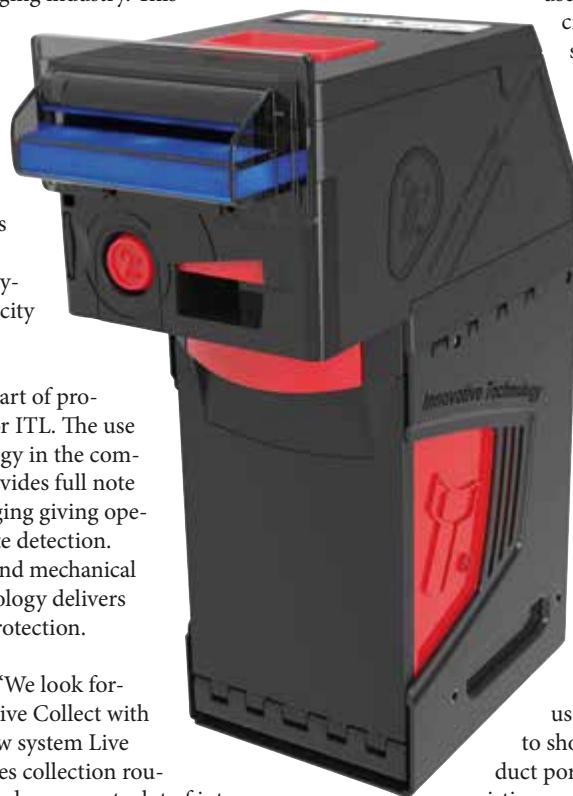 ging industry. This
s
y-
city
art of pro-
r ITL. The use
gy in the com-
vides full note
ging giving ope-
te detection.
nd mechanical
ology delivers
rotection.
‘We look for-
ive Collect with
w system Live
es collection rou-
Innovative Technology
s
us
to sho
duct por